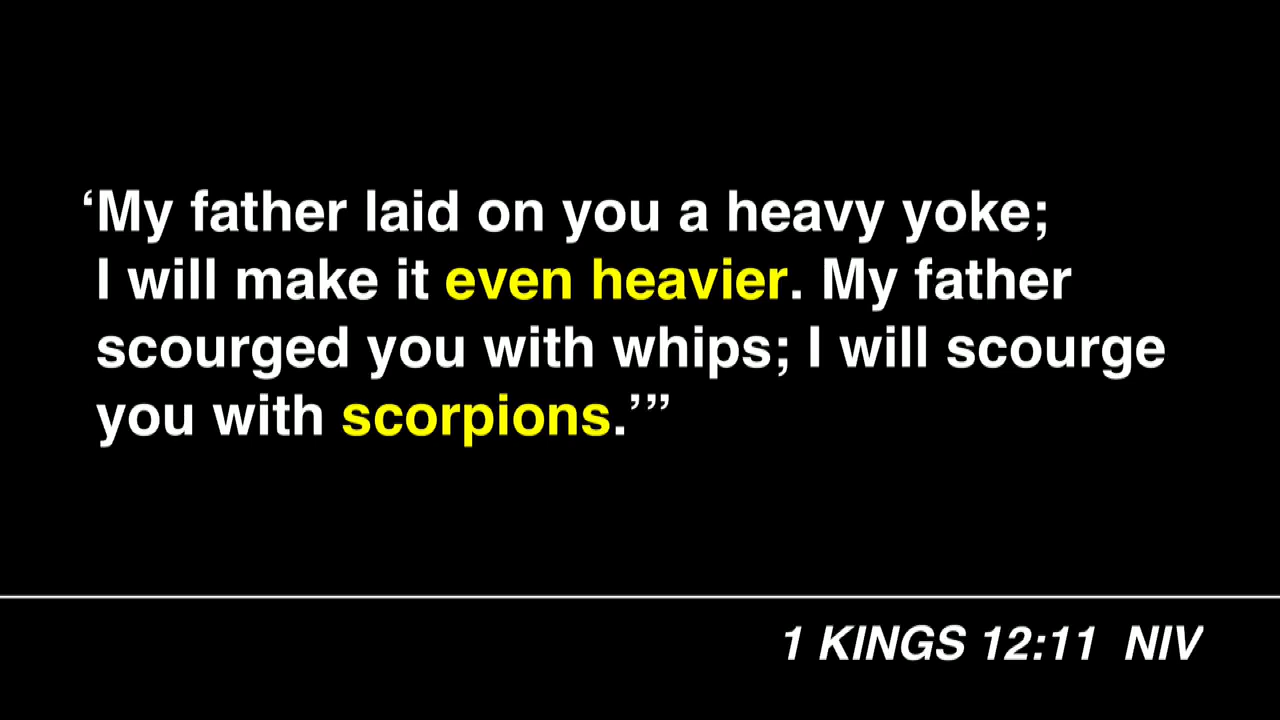 ‘My father laid on you a heavy yoke;
I will make it even heavier. My father
scourged you with whips; I will scourge
you with scorpions.’”
1 KINGS 12:11 NIV